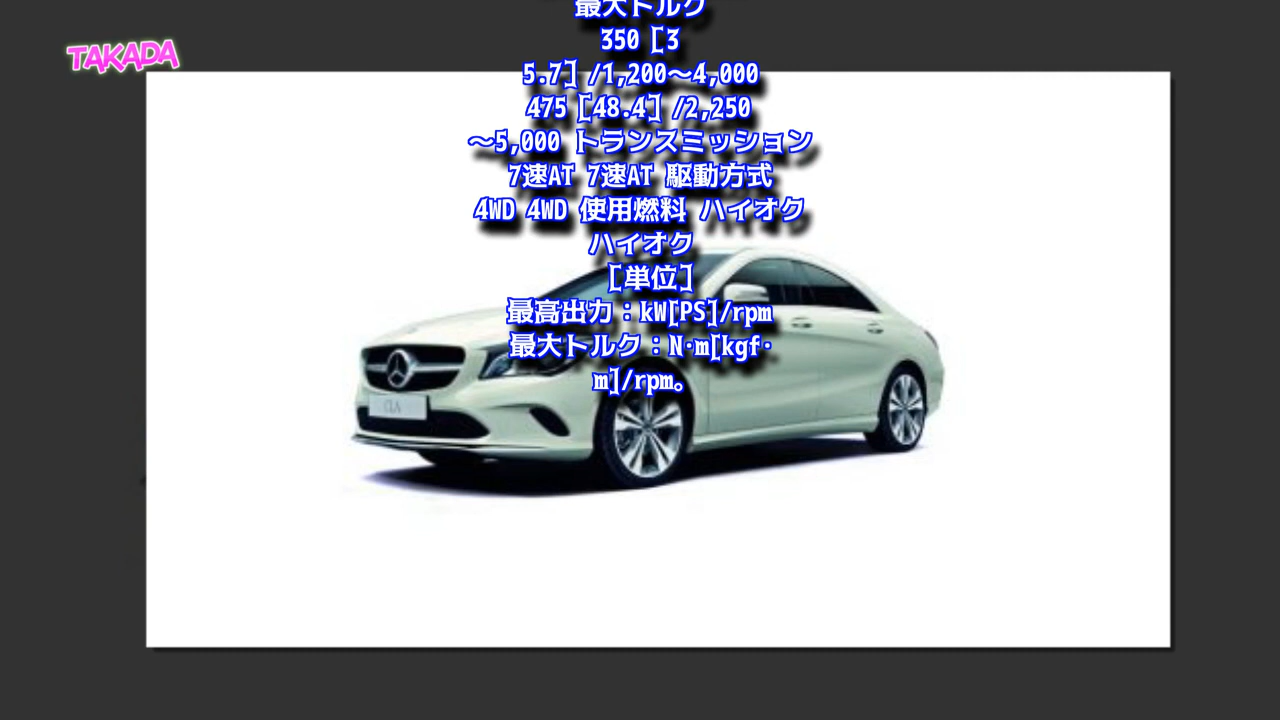 TAKADA
最大トルク
350 [3
5.7] /1,200～4,000
475 [48.4] /2,250
～5,000 トランスミッション
7速AT 7速AT 駆動方式
4WD 4WD 使用燃料 ハイオク
ハイオク
[単位]
最高出力：kW[PS]/rpm
最大トルク：N·m[kgf·
m]/rpm。
CLA